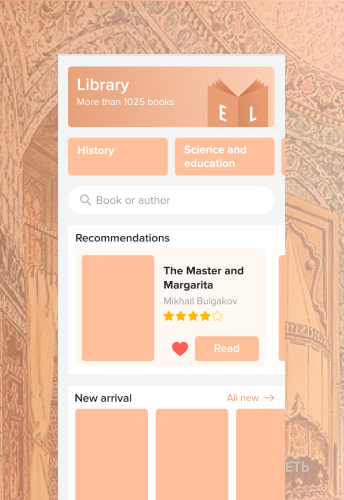 Library
More than 1025 books
E L
History
Science and
education
Book or author
Recommendations
The Master and
Margarita
Mikhail Bulgakov
Read
New arrival
All new
ETb